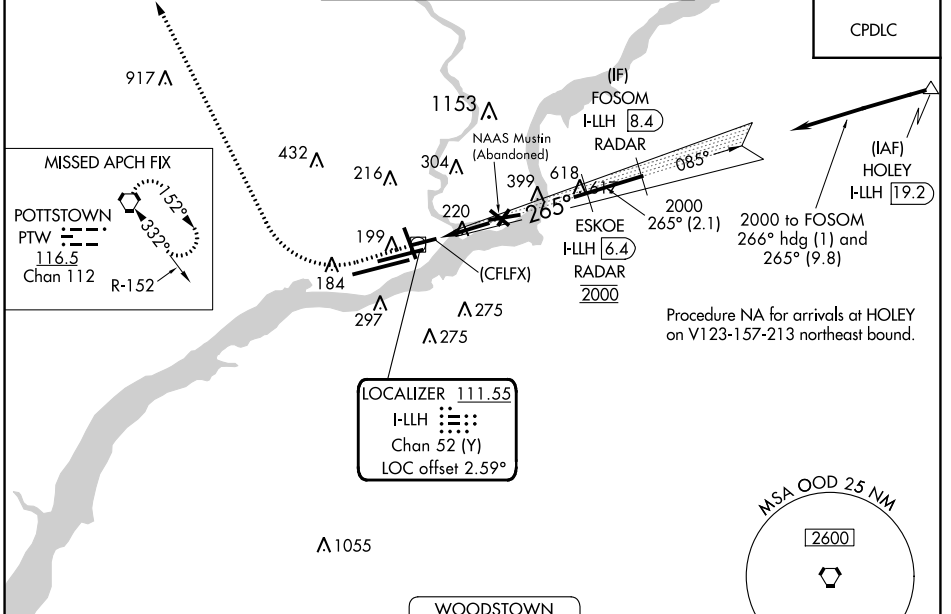 CPDLC
917
1153
(IF)
FOSOM
I-LLH 8.4
RADAR
NAAS Mustin
(Abandoned)
432
216
304
399
618
617
085°
(IAF)
HOLEY
I-LLH 19.2
MISSED APCH FIX
POTTSTOWN
PTW
116.5
Chan 112
152°
332°
R-152
220
265°
2000
265° (2.1)
2000 to FOSOM
266° hdg (1) and
265° (9.8)
199
184
(CFLFX)
ESKOE
I-LLH 6.4
RADAR
2000
297
275
275
Procedure NA for arrivals at HOLEY
on V123-157-213 northeast bound.
LOCALIZER 111.55
I-LLH
Chan 52 (Y)
LOC offset 2.59°
1055
MSA OOD 25 NM
2600
WOODSTOWN